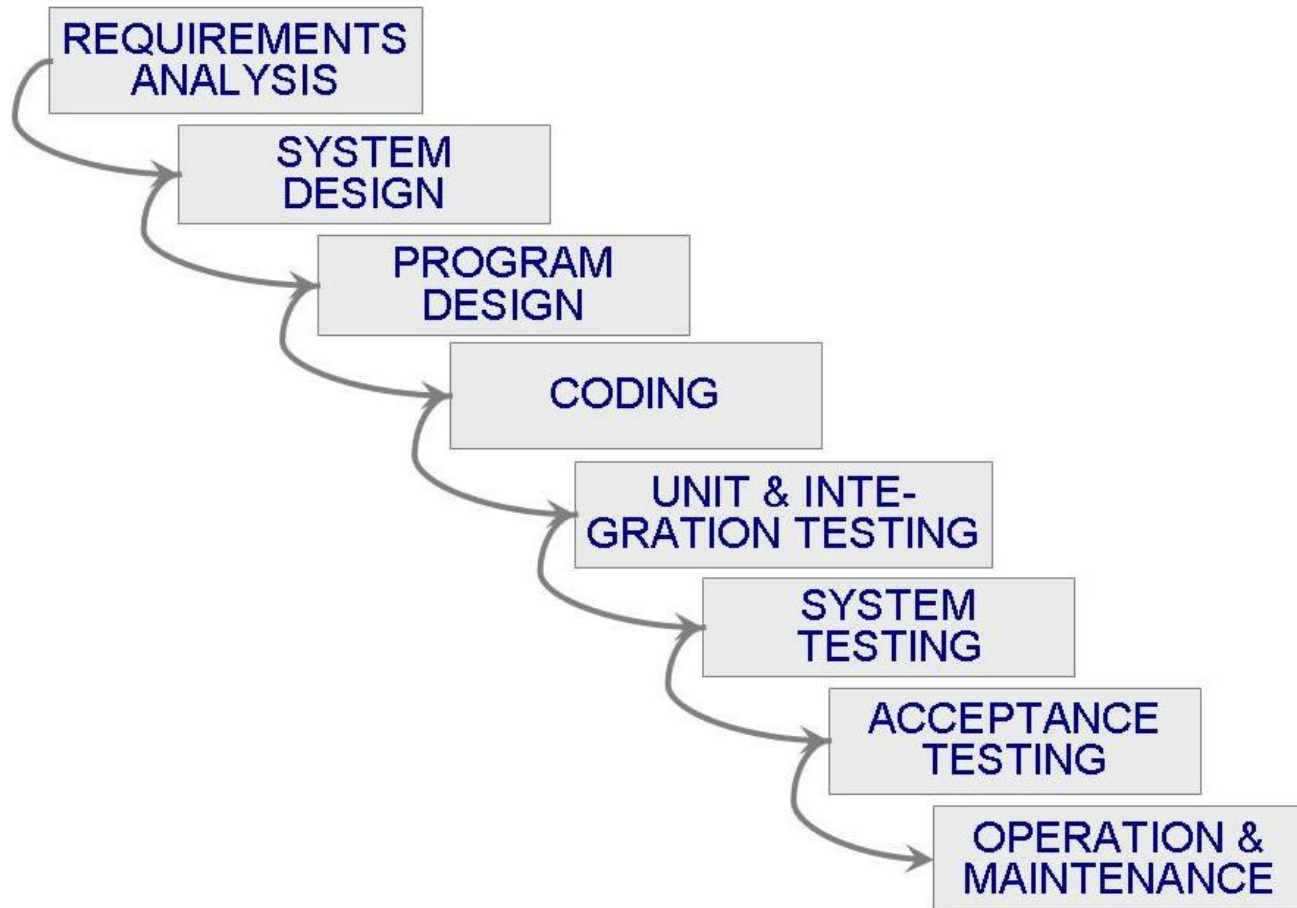 REQUIREMENTS
ANALYSIS
SYSTEM
DESIGN
PROGRAM
DESIGN
CODING
UNIT & INTE-
GRATION TESTING
SYSTEM
TESTING
ACCEPTANCE
TESTING
OPERATION &
MAINTENANCE